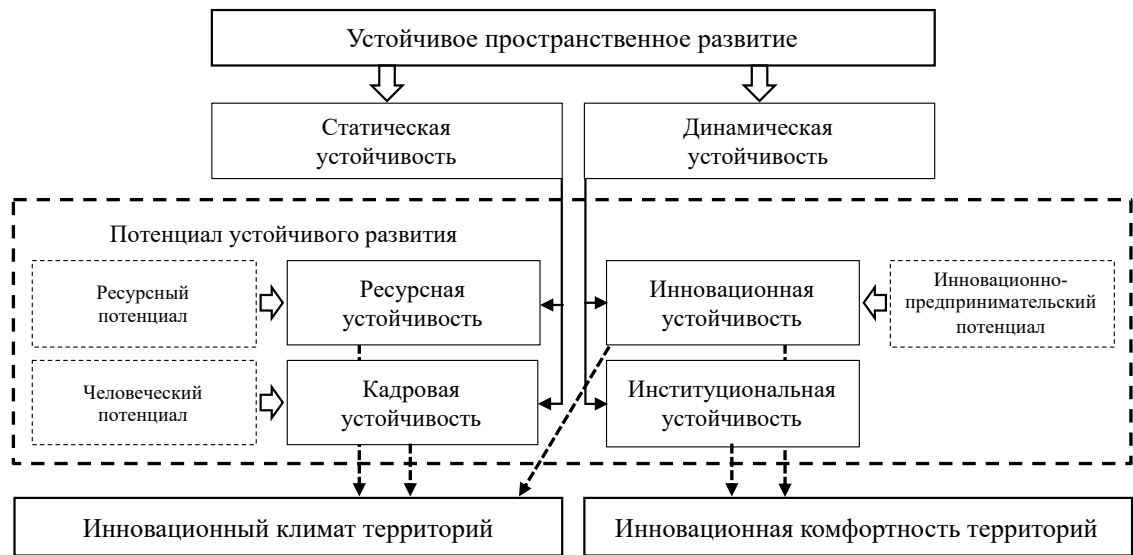 Устойчивое пространственное развитие
Статическая
устойчивость
Динамическая
устойчивость
Потенциал устойчивого развития
Ресурсный
потенциал
Ресурсная
устойчивость
Инновационная
устойчивость
Инновационно-
предпринимательский
потенциал
Человеческий
потенциал
Кадровая
устойчивость
Институциональная
устойчивость
Инновационный климат территорий
Инновационная комфортность территорий